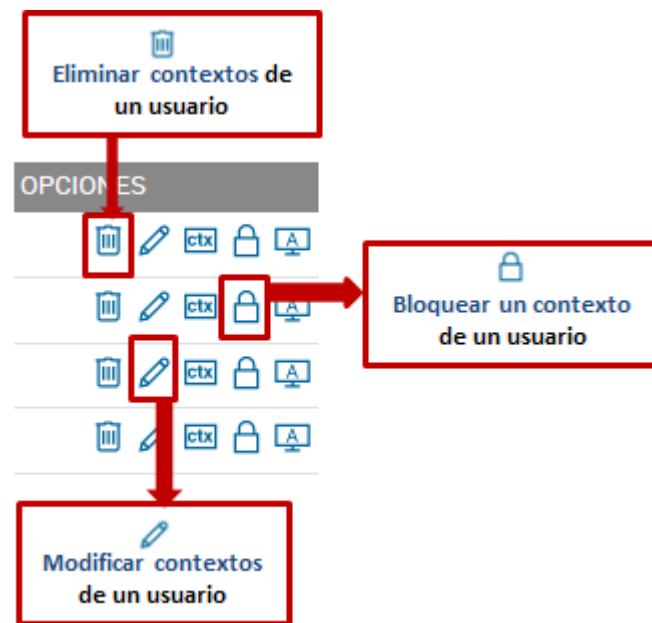 Eliminar contextos de
un usuario
OPCIONES
ctx A
ctx A
Bloquear un contexto
de un usuario
ctx A
ctx A
Modificar contextos
de un usuario